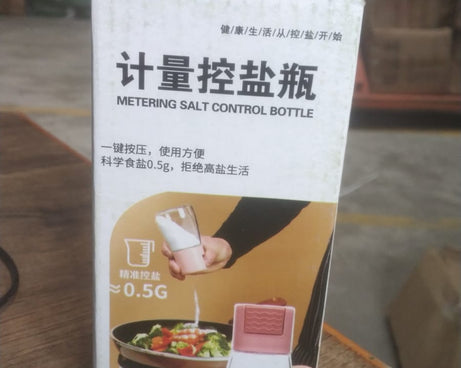 健/康/生/活/从/控/盐/开/始
计量控盐瓶
METERING SALT CONTROL BOTTLE
一键按压，使用方便
科学食盐0.5g，拒绝高盐生活
精准控盐
≈0.5G